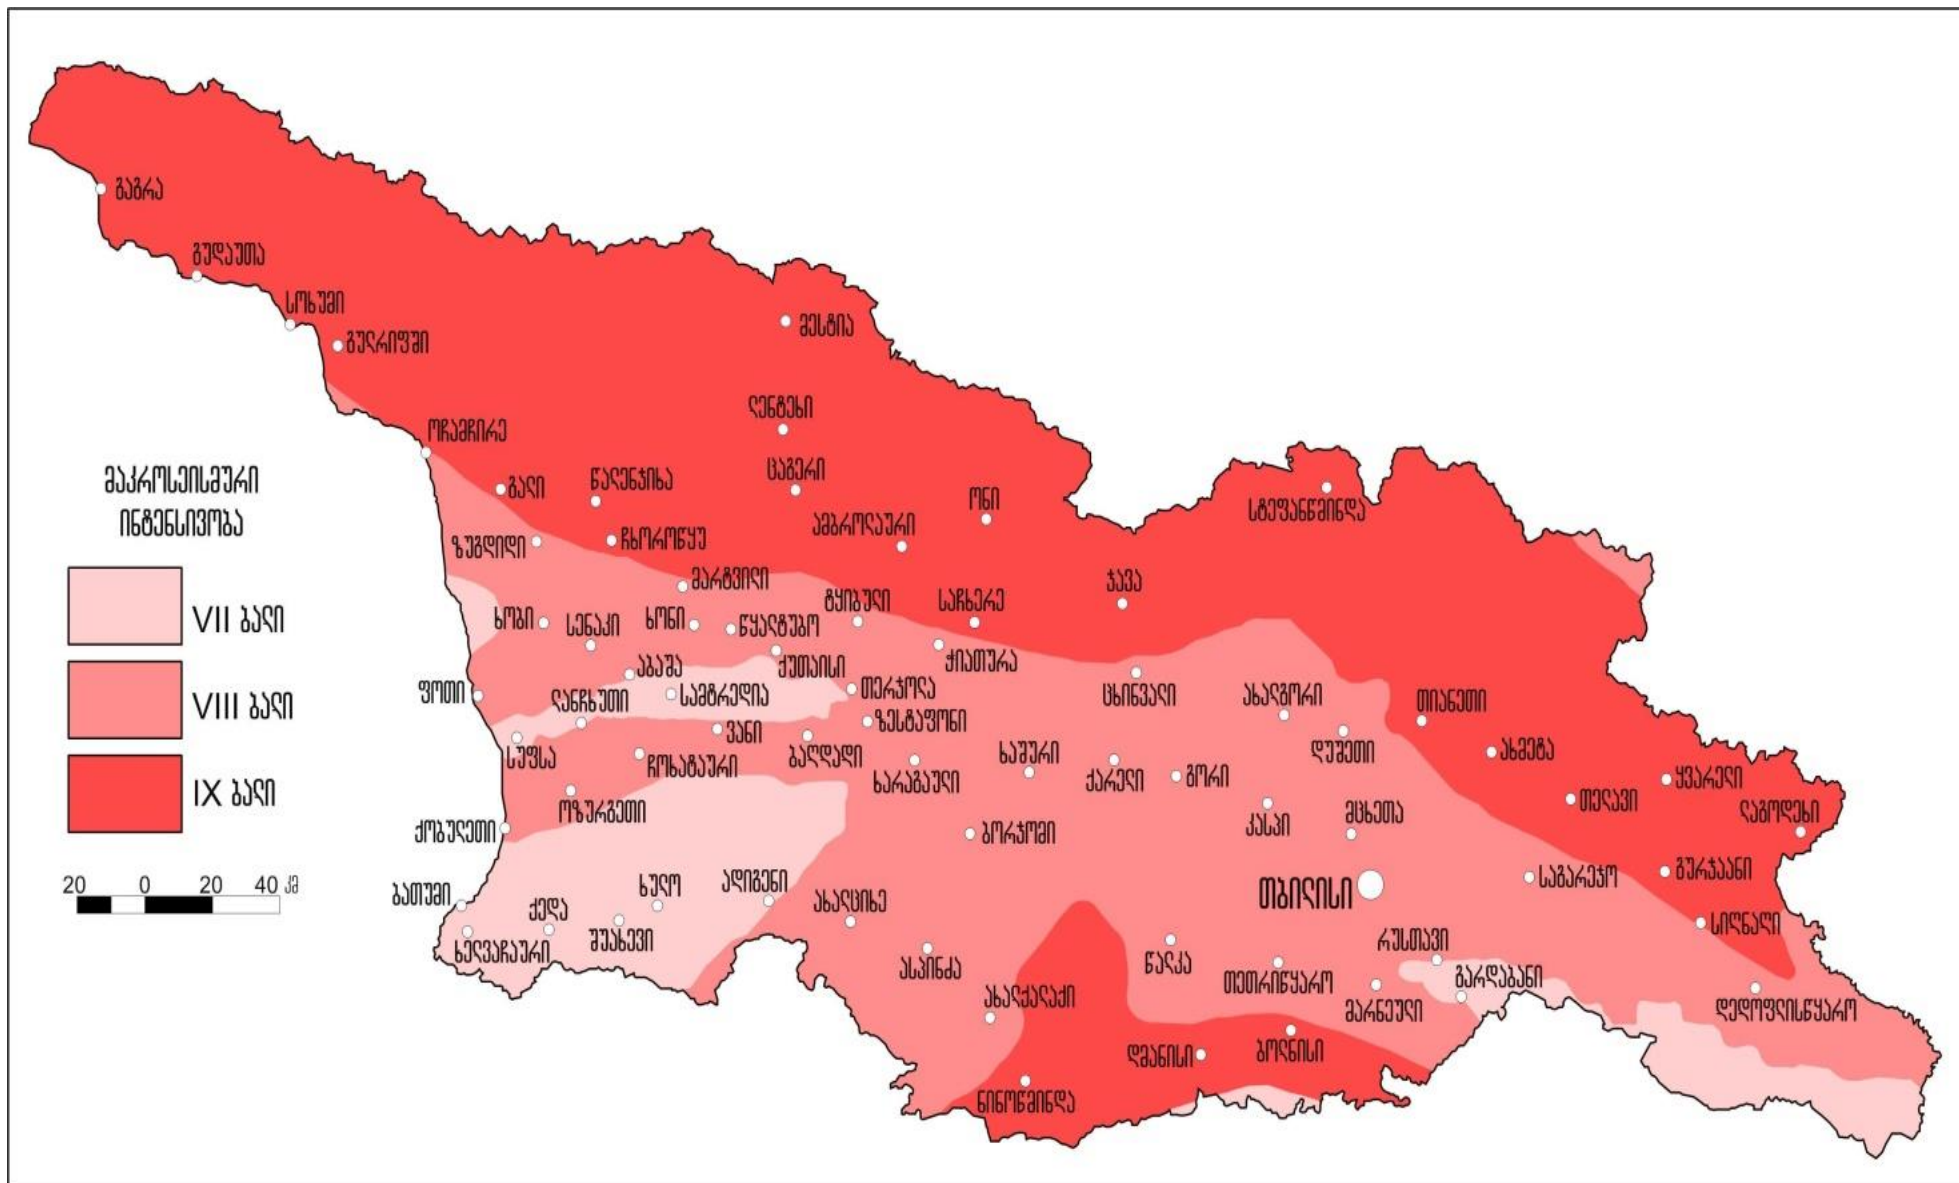 გაგრა
გუდაუთა
სოხუმი
გულრიფში
მესტია
ლენტეხი
ოჩამჩირე
ცაგერი
წალენჯიხა
გალი
ონი
სტეფანწმინდა
ამბროლაური
ჩხოროწყუ
ზუგდიდი
მარტვილი
ჯავა
ტყიბული
საჩხერე
ხობი
სენაკი
ხონი
წყალტუბო
ქუთაისი
ჭიათურა
აბაშა
ფოთი
ლანჩხუთი
სამტრედია
თერჯოლა
ცხინვალი
ახალგორი
თიანეთი
ზესტაფონი
სუფსა
ვანი
ბაღდადი
ხაშური
დუშეთი
ახმეტა
ჩოხატაური
ხარაგაული
ქარელი
გორი
ყვარელი
თელავი
ლაგოდეხი
ოზურგეთი
ქობულეთი
ბორჯომი
კასპი
მცხეთა
გურჯაანი
საგარეჯო
თბილისი
ბათუმი
ქედა
ხულო
ადიგენი
ახალციხე
სიღნაღი
ხელვაჩაური
შუახევი
ასპინძა
წალკა
რუსთავი
თეთრიწყარო
გარდაბანი
ახალქალაქი
მარნეული
დედოფლისწყარო
დმანისი
ბოლნისი
ნინოწმინდა
მაკროსეისმური
ინტენსივობა
VII ბალი
VIII ბალი
IX ბალი
20 0 20 40 კმ